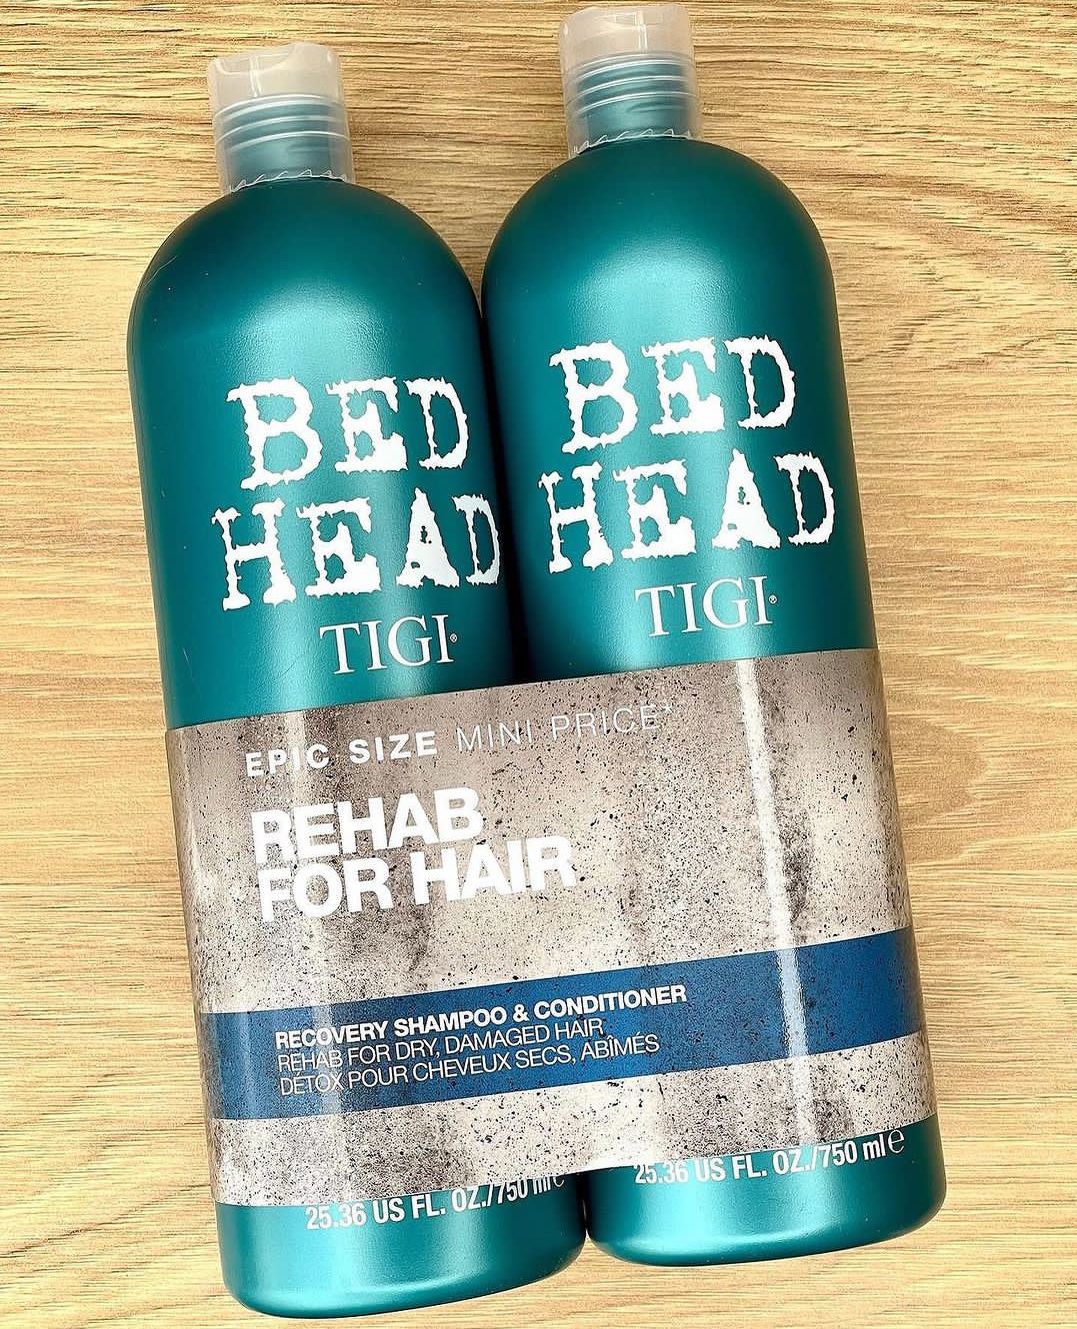 BED
HEAD
TIGI®
BED
HEAD
TIGI®
EPIC SIZE MINI PRICE*
REHAB
FOR HAIR
RECOVERY SHAMPOO & CONDITIONER
REHAB FOR DRY, DAMAGED HAIR
DÉTOX POUR CHEVEUX SECS, ABÎMÉS
25.36 US FL. OZ./750 ml e
25.36 US FL. OZ./750 ml e